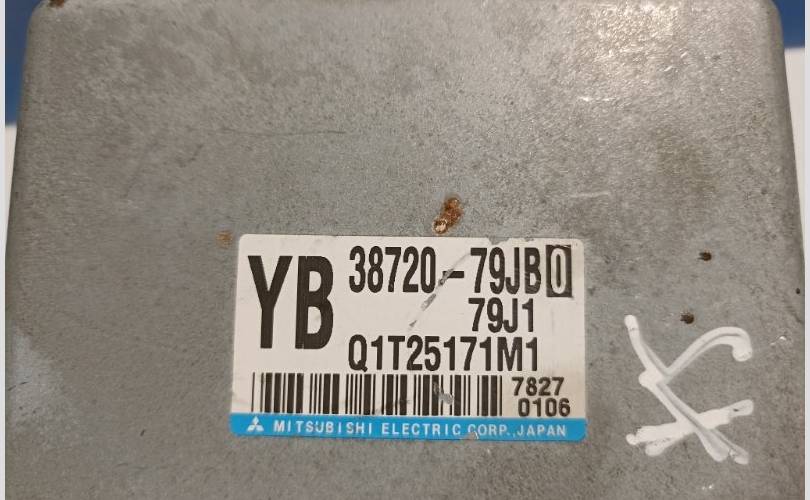 YB
38720-79JB0
79J1
Q1T25171M1
7827
0106
MITSUBISHI ELECTRIC CORP.,JAPAN